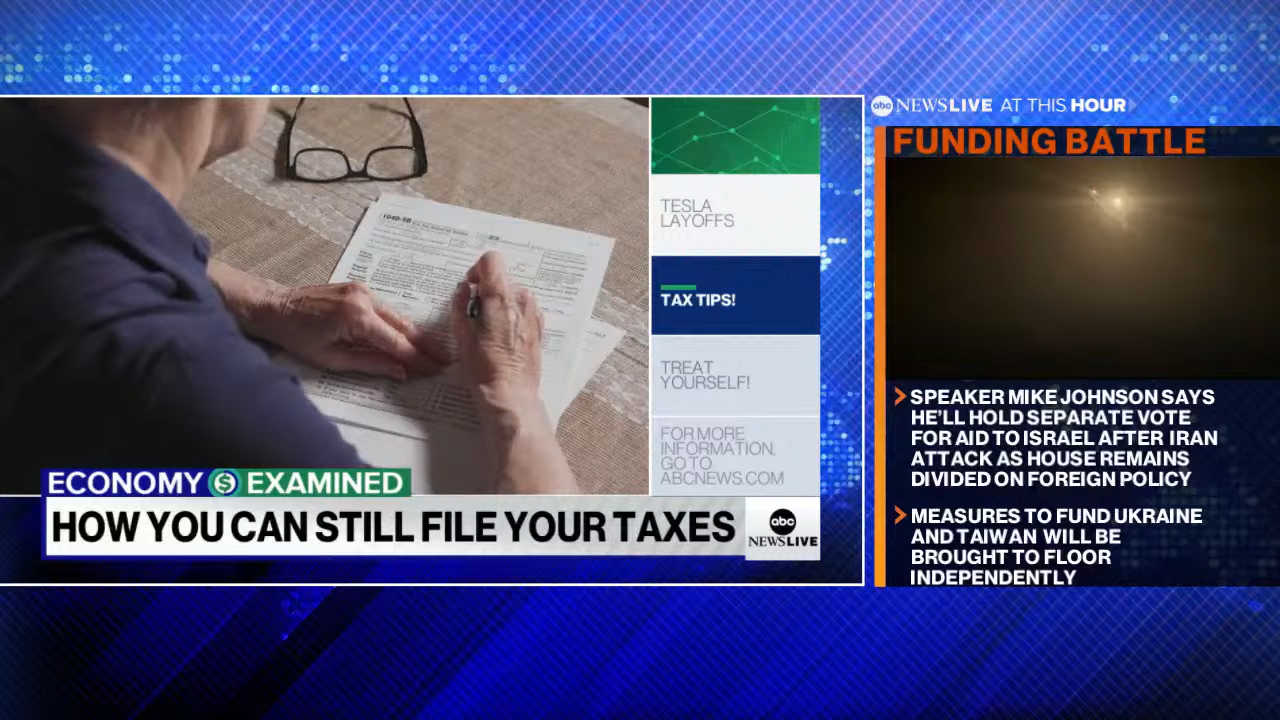 abc NEWS LIVE AT THIS HOUR
FUNDING BATTLE
TESLA
LAYOFFS
TAX TIPS!
TREAT
YOURSELF!
FOR MORE
INFORMATION,
GO TO
ABCNEWS.COM
1040-SR
ECONOMY $ EXAMINED
HOW YOU CAN STILL FILE YOUR TAXES
abc
NEWS LIVE
SPEAKER MIKE JOHNSON SAYS
HE'LL HOLD SEPARATE VOTE
FOR AID TO ISRAEL AFTER IRAN
ATTACK AS HOUSE REMAINS
DIVIDED ON FOREIGN POLICY
MEASURES TO FUND UKRAINE
AND TAIWAN WILL BE
BROUGHT TO FLOOR
INDEPENDENTLY